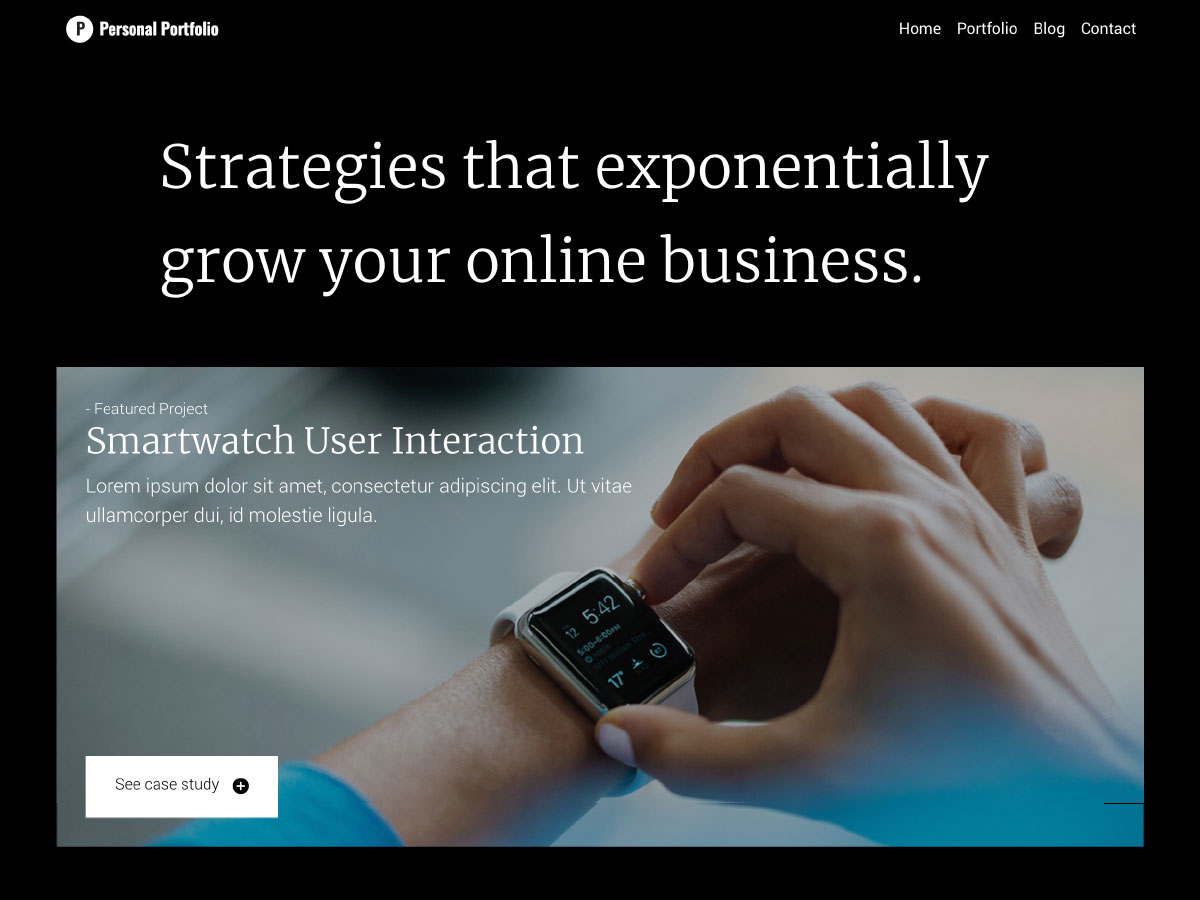 P Personal Portfolio
Home Portfolio Blog Contact
Strategies that exponentially
grow your online business.
- Featured Project
Smartwatch User Interaction
Lorem ipsum dolor sit amet, consectetur adipiscing elit. Ut vitae
ullamcorper dui, id molestie ligula.
5:42
12
5:00–6:00PM
Apple
17°
See case study